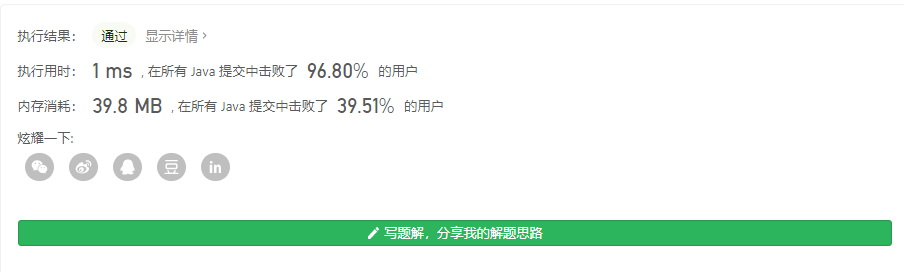 执行结果： 通过 显示详情 >
执行用时： 1 ms , 在所有 Java 提交中击败了 96.80% 的用户
内存消耗： 39.8 MB , 在所有 Java 提交中击败了 39.51% 的用户
炫耀一下:
豆 in
写题解，分享我的解题思路